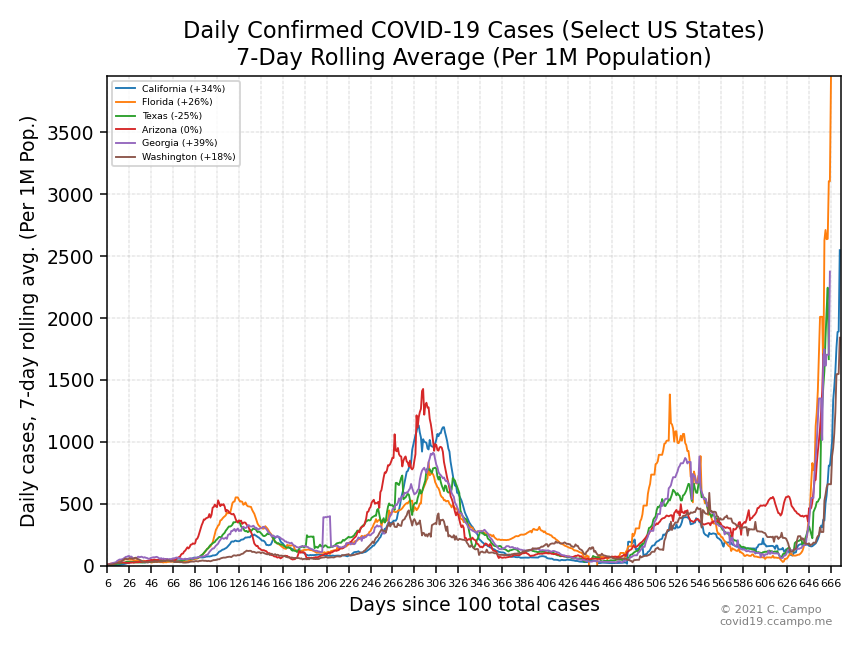 Daily Confirmed COVID-19 Cases (Select US States)
7-Day Rolling Average (Per 1M Population)
Daily cases, 7-day rolling avg. (Per 1M Pop.)
California (+34%)
Florida (+26%)
Texas (-25%)
Arizona (0%)
Georgia (+39%)
Washington (+18%)
3500
3000
2500
2000
1500
1000
500
0
6 26 46 66 86 106 126 146 166 186 206 226 246 266 286 306 326 346 366 386 406 426 446 466 486 506 526 546 566 586 606 626 646 666
Days since 100 total cases
© 2021 C. Campo
covid19.ccampo.me